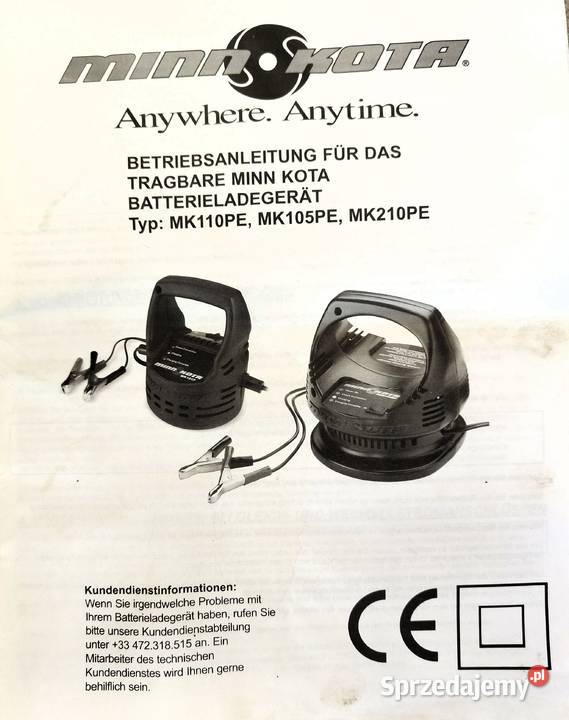 MINN KOTA®
Anywhere. Anytime.
BETRIEBSANLEITUNG FÜR DAS
TRAGBARE MINN KOTA
BATTERIELADEGERÄT
Typ: MK110PE, MK105PE, MK210PE
MINN KOTA
MINN KOTA
Kundendienstinformationen:
Wenn Sie irgendwelche Probleme mit
Ihrem Batterieladegerät haben, rufen Sie
bitte unsere Kundendienstabteilung
unter +33 472.318.515 an. Ein
Mitarbeiter des technischen
Kundendienstes wird Ihnen gerne
behilflich sein.
CE
Sprzedajemy.pl